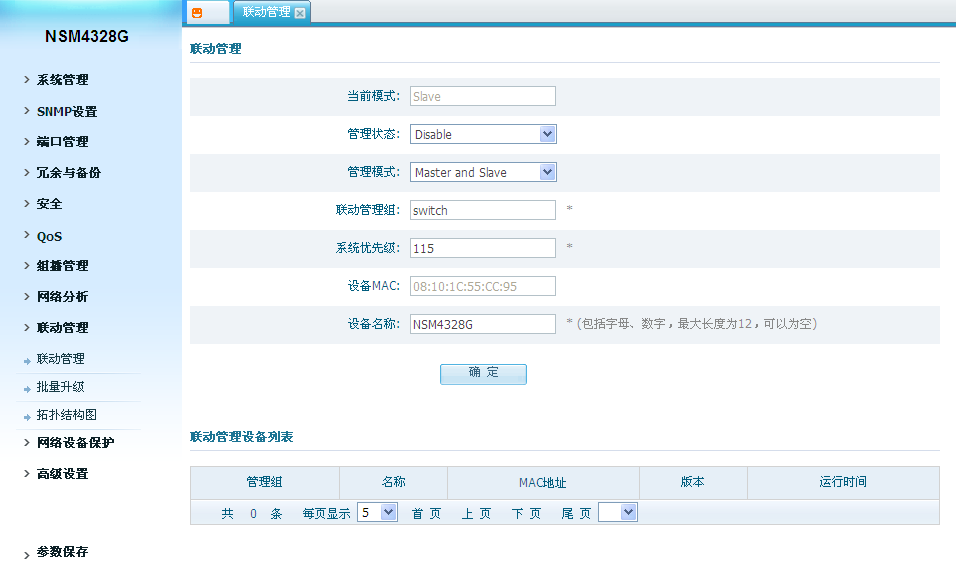 联动管理
NSM4328G
系统管理
SNMP设置
端口管理
冗余与备份
安全
QoS
组播管理
网络分析
联动管理
联动管理
批量升级
拓扑结构图
网络设备保护
高级设置
参数保存
联动管理
当前模式: Slave
管理状态: Disable
管理模式: Master and Slave
联动管理组: switch *
系统优先级: 115 *
设备MAC: 08:10:1C:55:CC:95
设备名称: NSM4328G * (包括字母、数字，最大长度为12，可以为空)
确 定
联动管理设备列表
管理组 名称 MAC地址 版本 运行时间
共 0 条 每页显示 5 首 页 上 页 下 页 尾 页